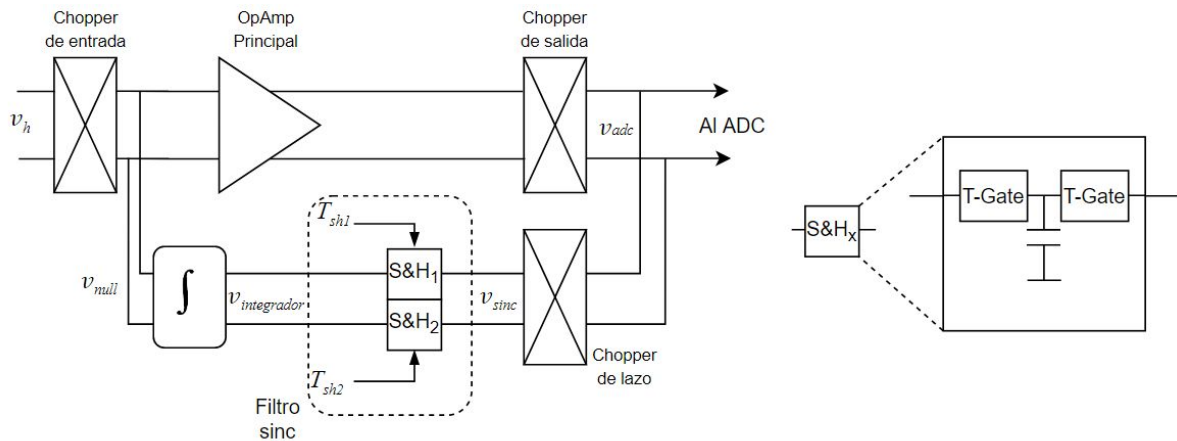 Chopper
de entrada
OpAmp
Principal
Chopper
de salida
v_h
v_adc
Al ADC
T_sh1
S&H_1
S&H_2
T_sh2
v_null
∫
v_integrador
v_sinc
Filtro
sinc
Chopper
de lazo
S&H_x
T-Gate
T-Gate